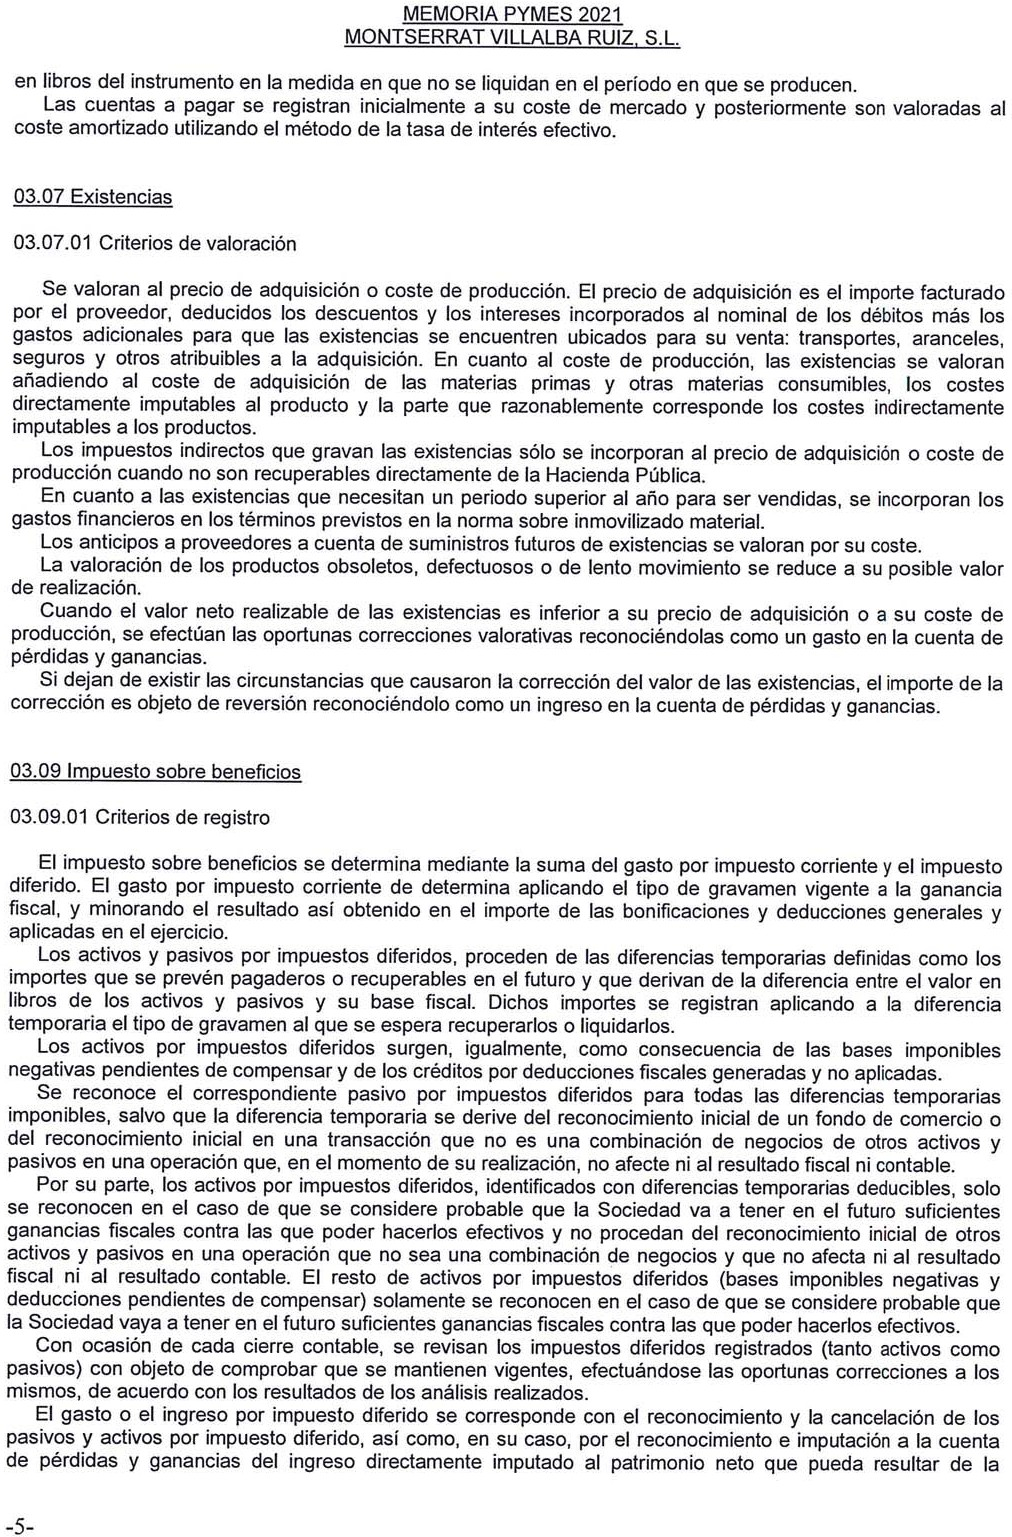 MEMORIA PYMES 2021
MONTSERRAT VILLALBA RUIZ, S.L.
en libros del instrumento en la medida en que no se liquidan en el período en que se producen.
Las cuentas a pagar se registran inicialmente a su coste de mercado y posteriormente son valoradas al
coste amortizado utilizando el método de la tasa de interés efectivo.
03.07 Existencias
03.07.01 Criterios de valoración
Se valoran al precio de adquisición o coste de producción. El precio de adquisición es el importe facturado
por el proveedor, deducidos los descuentos y los intereses incorporados al nominal de los débitos más los
gastos adicionales para que las existencias se encuentren ubicados para su venta: transportes, aranceles,
seguros y otros atribuibles a la adquisición. En cuanto al coste de producción, las existencias se valoran
añadiendo al coste de adquisición de las materias primas y otras materias consumibles, los costes
directamente imputables al producto y la parte que razonablemente corresponde los costes indirectamente
imputables a los productos.
Los impuestos indirectos que gravan las existencias sólo se incorporan al precio de adquisición o coste de
producción cuando no son recuperables directamente de la Hacienda Pública.
En cuanto a las existencias que necesitan un periodo superior al año para ser vendidas, se incorporan los
gastos financieros en los términos previstos en la norma sobre inmovilizado material.
Los anticipos a proveedores a cuenta de suministros futuros de existencias se valoran por su coste.
La valoración de los productos obsoletos, defectuosos o de lento movimiento se reduce a su posible valor
de realización.
Cuando el valor neto realizable de las existencias es inferior a su precio de adquisición o a su coste de
producción, se efectúan las oportunas correcciones valorativas reconociéndolas como un gasto en la cuenta de
pérdidas y ganancias.
Si dejan de existir las circunstancias que causaron la corrección del valor de las existencias, el importe de la
corrección es objeto de reversión reconociéndolo como un ingreso en la cuenta de pérdidas y ganancias.
03.09 Impuesto sobre beneficios
03.09.01 Criterios de registro
El impuesto sobre beneficios se determina mediante la suma del gasto por impuesto corriente y el impuesto
diferido. El gasto por impuesto corriente de determina aplicando el tipo de gravamen vigente a la ganancia
fiscal, y minorando el resultado así obtenido en el importe de las bonificaciones y deducciones generales y
aplicadas en el ejercicio.
Los activos y pasivos por impuestos diferidos, proceden de las diferencias temporarias definidas como los
importes que se prevén pagaderos o recuperables en el futuro y que derivan de la diferencia entre el valor en
libros de los activos y pasivos y su base fiscal. Dichos importes se registran aplicando a la diferencia
temporaria el tipo de gravamen al que se espera recuperarlos o liquidarlos.
Los activos por impuestos diferidos surgen, igualmente, como consecuencia de las bases imponibles
negativas pendientes de compensar y de los créditos por deducciones fiscales generadas y no aplicadas.
Se reconoce el correspondiente pasivo por impuestos diferidos para todas las diferencias temporarias
imponibles, salvo que la diferencia temporaria se derive del reconocimiento inicial de un fondo de comercio o
del reconocimiento inicial en una transacción que no es una combinación de negocios de otros activos y
pasivos en una operación que, en el momento de su realización, no afecte ni al resultado fiscal ni contable.
Por su parte, los activos por impuestos diferidos, identificados con diferencias temporarias deducibles, solo
se reconocen en el caso de que se considere probable que la Sociedad va a tener en el futuro suficientes
ganancias fiscales contra las que poder hacerlos efectivos y no procedan del reconocimiento inicial de otros
activos y pasivos en una operación que no sea una combinación de negocios y que no afecta ni al resultado
fiscal ni al resultado contable. El resto de activos por impuestos diferidos (bases imponibles negativas y
deducciones pendientes de compensar) solamente se reconocen en el caso de que se considere probable que
la Sociedad vaya a tener en el futuro suficientes ganancias fiscales contra las que poder hacerlos efectivos.
Con ocasión de cada cierre contable, se revisan los impuestos diferidos registrados (tanto activos como
pasivos) con objeto de comprobar que se mantienen vigentes, efectuándose las oportunas correcciones a los
mismos, de acuerdo con los resultados de los análisis realizados.
El gasto o el ingreso por impuesto diferido se corresponde con el reconocimiento y la cancelación de los
pasivos y activos por impuesto diferido, así como, en su caso, por el reconocimiento e imputación a la cuenta
de pérdidas y ganancias del ingreso directamente imputado al patrimonio neto que pueda resultar de la
-5-